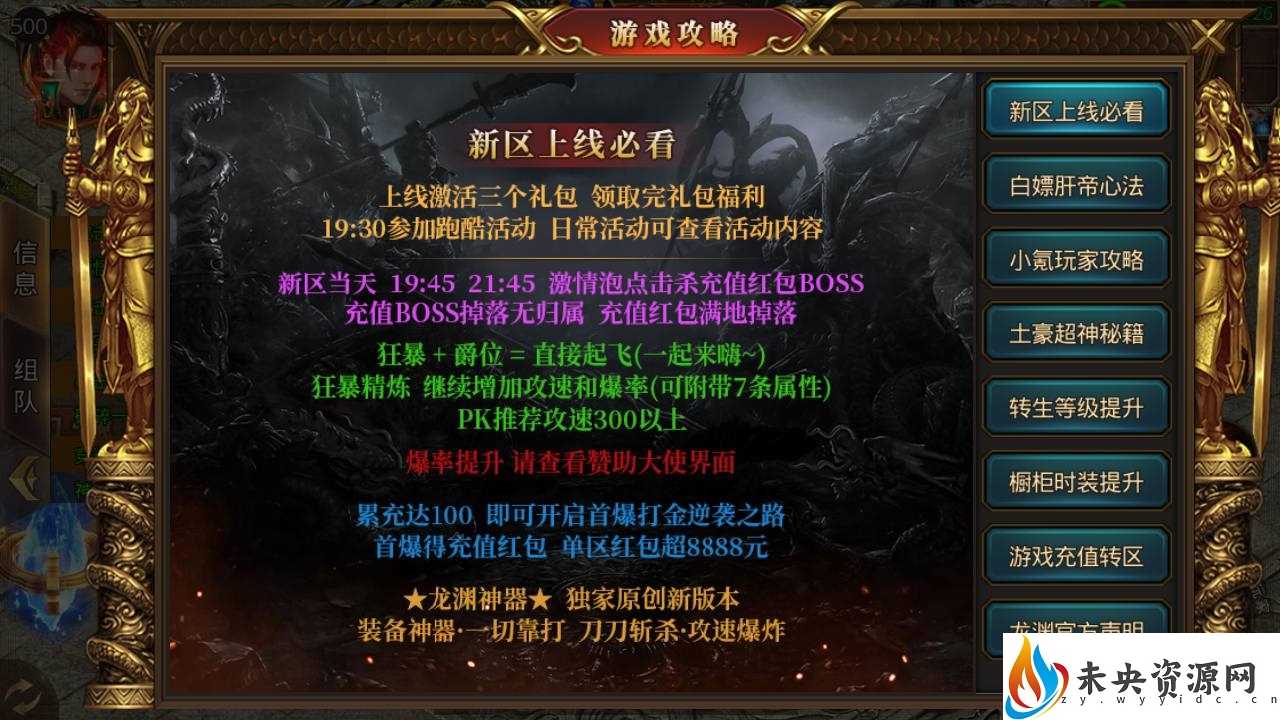 500
26
游戏攻略
信息
组队
新区上线必看
上线激活三个礼包 领取完礼包福利
19:30参加跑酷活动 日常活动可查看活动内容
新区当天 19:45 21:45 激情泡点击杀充值红包BOSS
充值BOSS掉落无归属 充值红包满地掉落
狂暴 + 爵位 = 直接起飞(一起来嗨~)
狂暴精炼 继续增加攻速和爆率(可附带7条属性)
PK推荐攻速300以上
爆率提升 请查看赞助大使界面
累充达100 即可开启首爆打金逆袭之路
首爆得充值红包 单区红包超8888元
★龙渊神器★ 独家原创新版本
装备神器·一切靠打 刀刀斩杀·攻速爆炸
新区上线必看
白嫖肝帝心法
小氪玩家攻略
土豪超神秘籍
转生等级提升
橱柜时装提升
游戏充值转区
龙渊官方声明
未央资源网
zy.wyyidc.cn